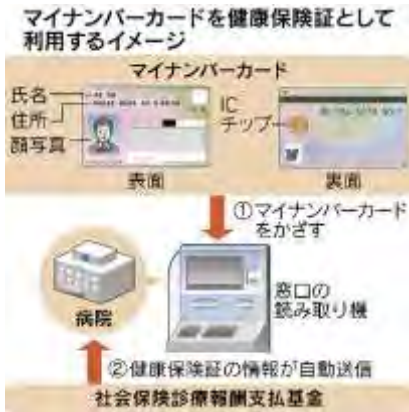 マイナンバーカードを健康保険証として
利用するイメージ
マイナンバーカード
氏名
住所
顔写真
IC
チップ
表面
裏面
①マイナンバーカード
をかざす
病院
窓口の
読み取り機
②健康保険証の情報が自動送信
社会保険診療報酬支払基金